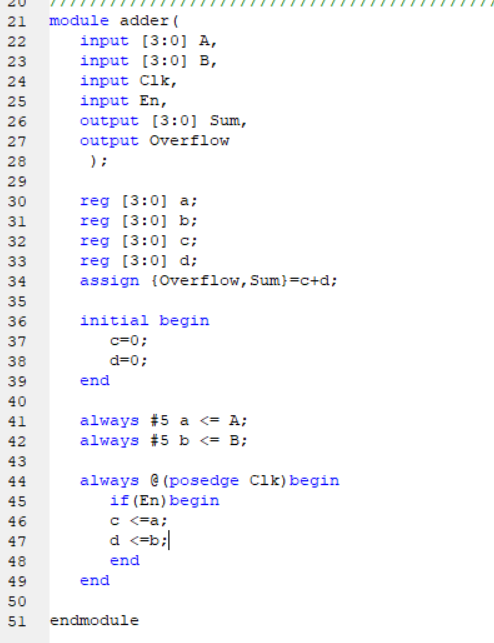 20 ////////////////////////////////////////////////////////////////
21 module adder(
22 input [3:0] A,
23 input [3:0] B,
24 input Clk,
25 input En,
26 output [3:0] Sum,
27 output Overflow
28 );
29
30 reg [3:0] a;
31 reg [3:0] b;
32 reg [3:0] c;
33 reg [3:0] d;
34 assign {Overflow,Sum}=c+d;
35
36 initial begin
37 c=0;
38 d=0;
39 end
40
41 always #5 a <= A;
42 always #5 b <= B;
43
44 always @(posedge Clk)begin
45 if(En)begin
46 c <=a;
47 d <=b;
48 end
49 end
50
51 endmodule